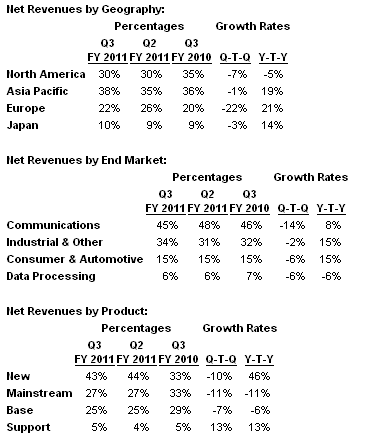 Net Revenues by Geography:
Percentages Growth Rates
Q3 Q2 Q3
FY 2011 FY 2011 FY 2010 Q-T-Q Y-T-Y
North America 30% 30% 35% -7% -5%
Asia Pacific 38% 35% 36% -1% 19%
Europe 22% 26% 20% -22% 21%
Japan 10% 9% 9% -3% 14%
Net Revenues by End Market:
Percentages Growth Rates
Q3 Q2 Q3
FY 2011 FY 2011 FY 2010 Q-T-Q Y-T-Y
Communications 45% 48% 46% -14% 8%
Industrial & Other 34% 31% 32% -2% 15%
Consumer & Automotive 15% 15% 15% -6% 15%
Data Processing 6% 6% 7% -6% -6%
Net Revenues by Product:
Percentages Growth Rates
Q3 Q2 Q3
FY 2011 FY 2011 FY 2010 Q-T-Q Y-T-Y
New 43% 44% 33% -10% 46%
Mainstream 27% 27% 33% -11% -11%
Base 25% 25% 29% -7% -6%
Support 5% 4% 5% 13% 13%